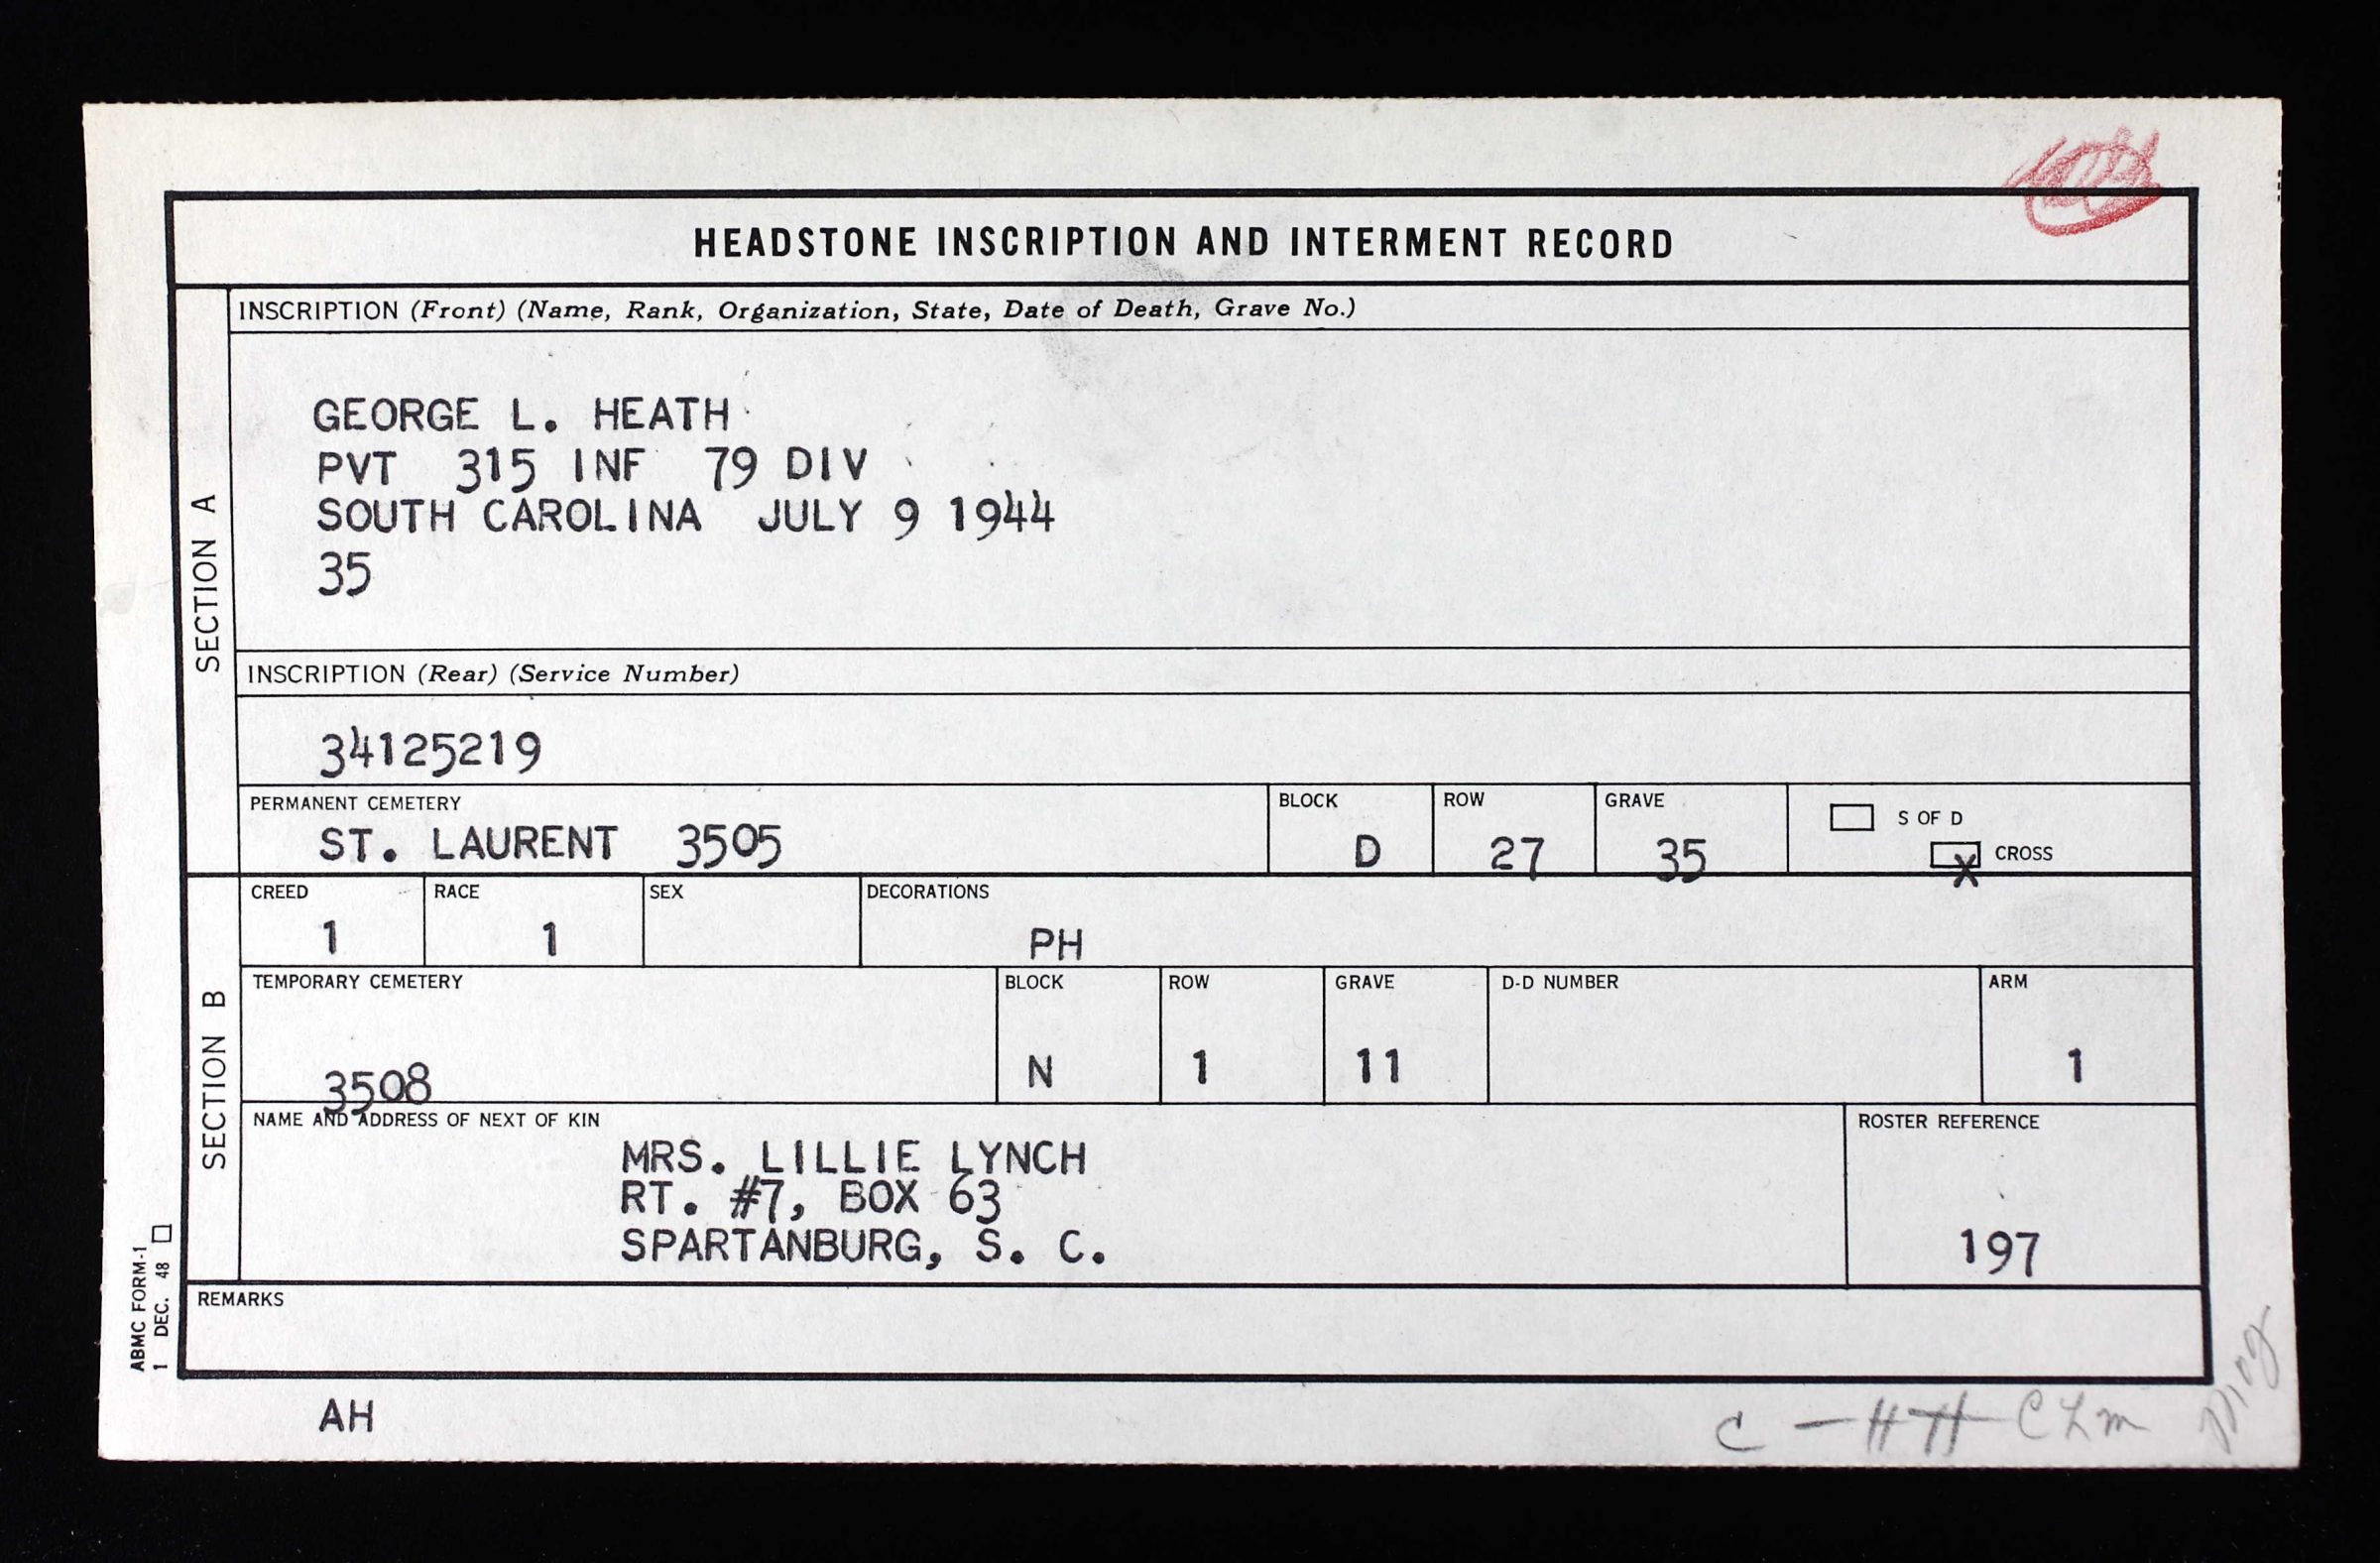 HEADSTONE INSCRIPTION AND INTERMENT RECORD
SECTION A
INSCRIPTION (Front) (Name, Rank, Organization, State, Date of Death, Grave No.)
GEORGE L. HEATH
PVT 315 INF 79 DIV
SOUTH CAROLINA JULY 9 1944
35
INSCRIPTION (Rear) (Service Number)
34125219
PERMANENT CEMETERY BLOCK ROW GRAVE
S OF D
ST. LAURENT 3505 D 27 35 X CROSS
SECTION B
CREED RACE SEX DECORATIONS
1 1 PH
TEMPORARY CEMETERY BLOCK ROW GRAVE D-D NUMBER ARM
3508 N 1 11 1
NAME AND ADDRESS OF NEXT OF KIN ROSTER REFERENCE
MRS. LILLIE LYNCH
RT. #7, BOX 63
SPARTANBURG, S. C. 197
REMARKS
ABMC FORM-1
1 DEC. 48
AH